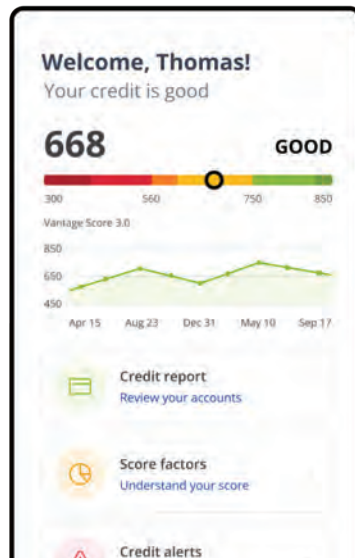 Welcome, Thomas!
Your credit is good
668 GOOD
300 560 750 850
Vantage Score 3.0
850
650
450
Apr 15 Aug 23 Dec 31 May 10 Sep 17
Credit report
Review your accounts
Score factors
Understand your score
Credit alerts